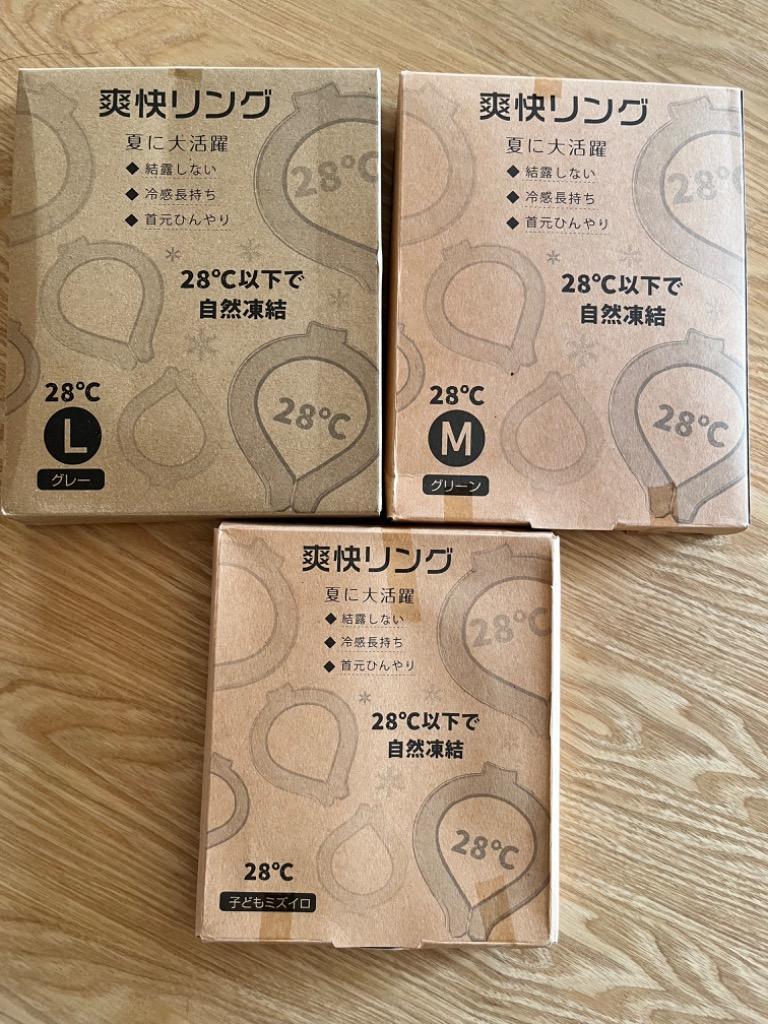 爽快リング
夏に大活躍
◆ 結露しない
◆ 冷感長持ち
◆ 首元ひんやり
28℃
28℃以下で
自然凍結
28℃
L
グレー
28℃
爽快リング
夏に大活躍
◆ 結露しない
◆ 冷感長持ち
◆ 首元ひんやり
28℃
28℃以下で
自然凍結
28℃
M
グリーン
28℃
爽快リング
夏に大活躍
◆ 結露しない
◆ 冷感長持ち
◆ 首元ひんやり
28℃
28℃以下で
自然凍結
28℃
28℃
子どもミズイロ